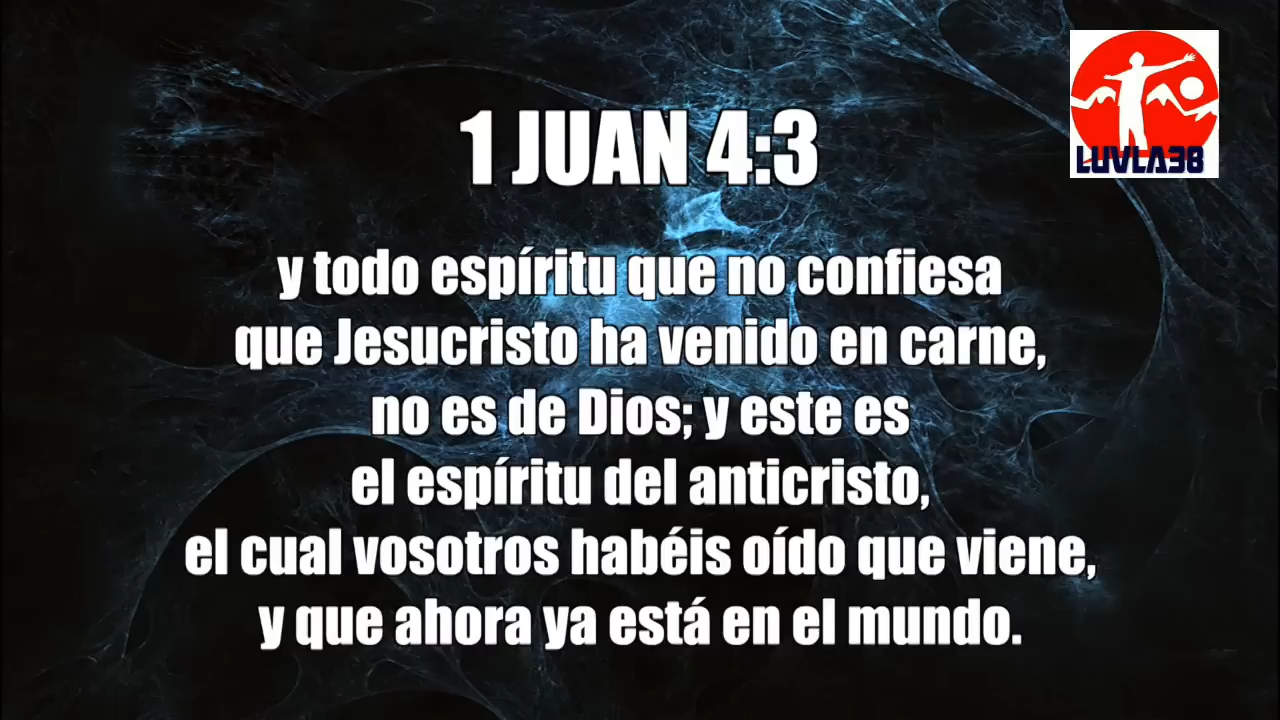 1 JUAN 4:3
LUVLA38
y todo espíritu que no confiesa
que Jesucristo ha venido en carne,
no es de Dios; y este es
el espíritu del anticristo,
el cual vosotros habéis oído que viene,
y que ahora ya está en el mundo.